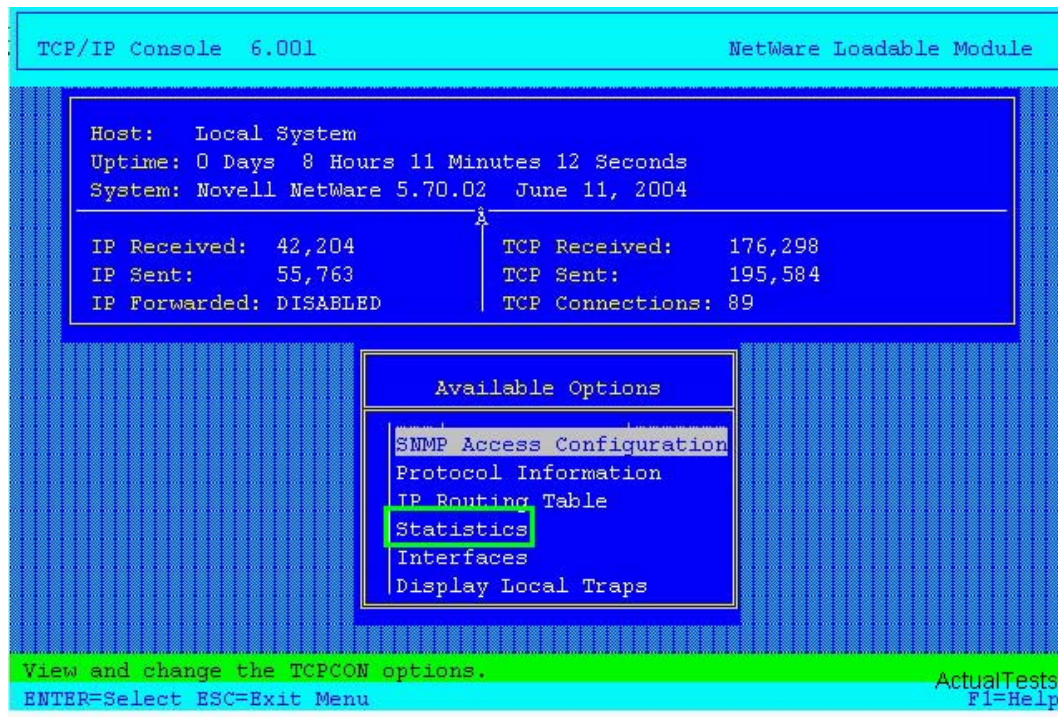 TCP/IP Console 6.00l NetWare Loadable Module
Host: Local System
Uptime: 0 Days 8 Hours 11 Minutes 12 Seconds
System: Novell NetWare 5.70.02 June 11, 2004
IP Received: 42,204 TCP Received: 176,298
IP Sent: 55,763 TCP Sent: 195,584
IP Forwarded: DISABLED TCP Connections: 89
Available Options
SNMP Access Configuration
Protocol Information
IP Routing Table
Statistics
Interfaces
Display Local Traps
View and change the TCPCON options.
ActualTests
ENTER=Select ESC=Exit Menu F1=Help